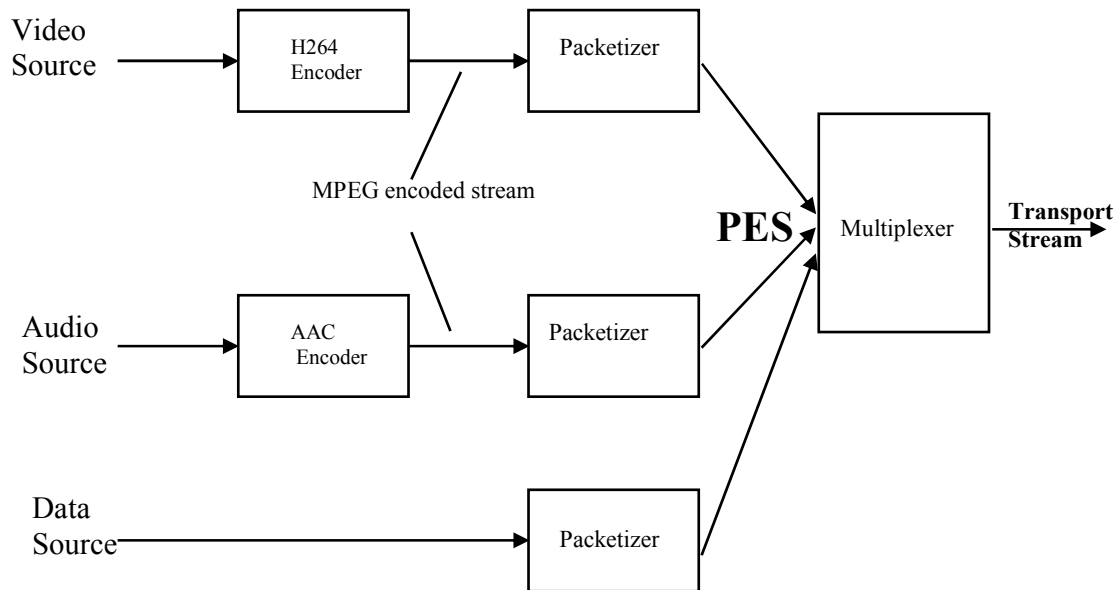 Video
Source
H264
Encoder
Packetizer
MPEG encoded stream
PES
Multiplexer
Transport
Stream
Audio
Source
AAC
Encoder
Packetizer
Data
Source
Packetizer